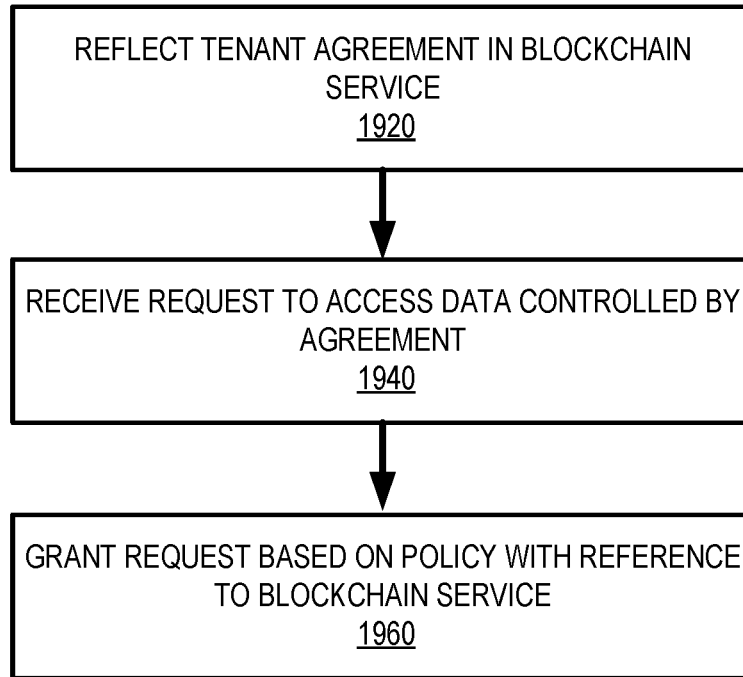 REFLECT TENANT AGREEMENT IN BLOCKCHAIN
SERVICE
1920
RECEIVE REQUEST TO ACCESS DATA CONTROLLED BY
AGREEMENT
1940
GRANT REQUEST BASED ON POLICY WITH REFERENCE
TO BLOCKCHAIN SERVICE
1960